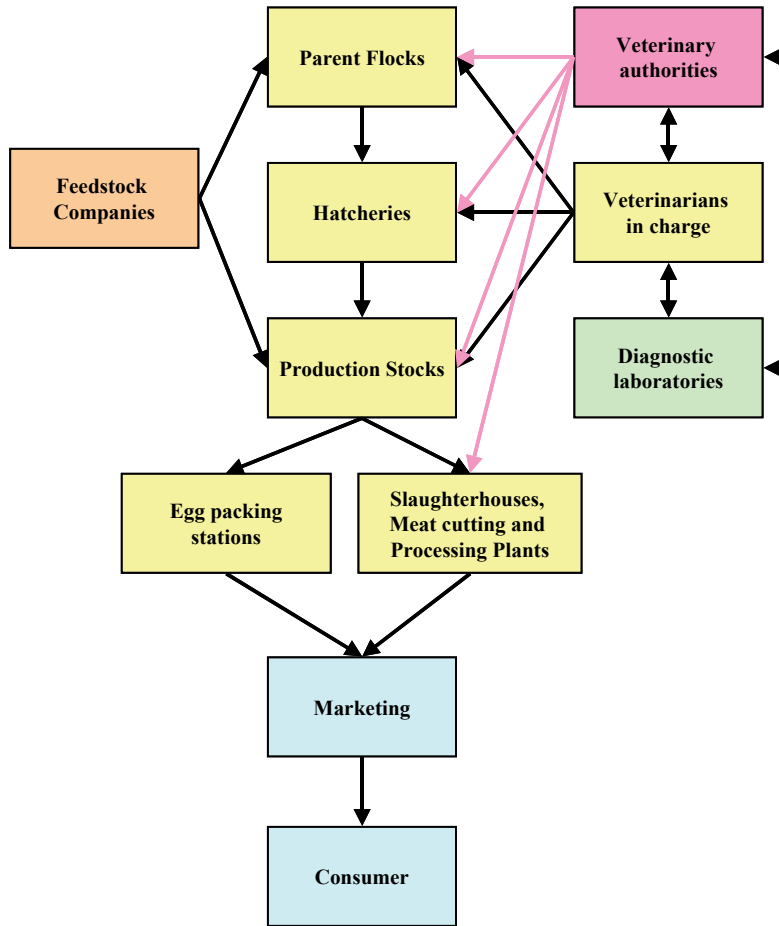 Parent Flocks
Veterinary
authorities
Feedstock
Companies
Hatcheries
Veterinarians
in charge
Production Stocks
Diagnostic
laboratories
Egg packing
stations
Slaughterhouses,
Meat cutting and
Processing Plants
Marketing
Consumer